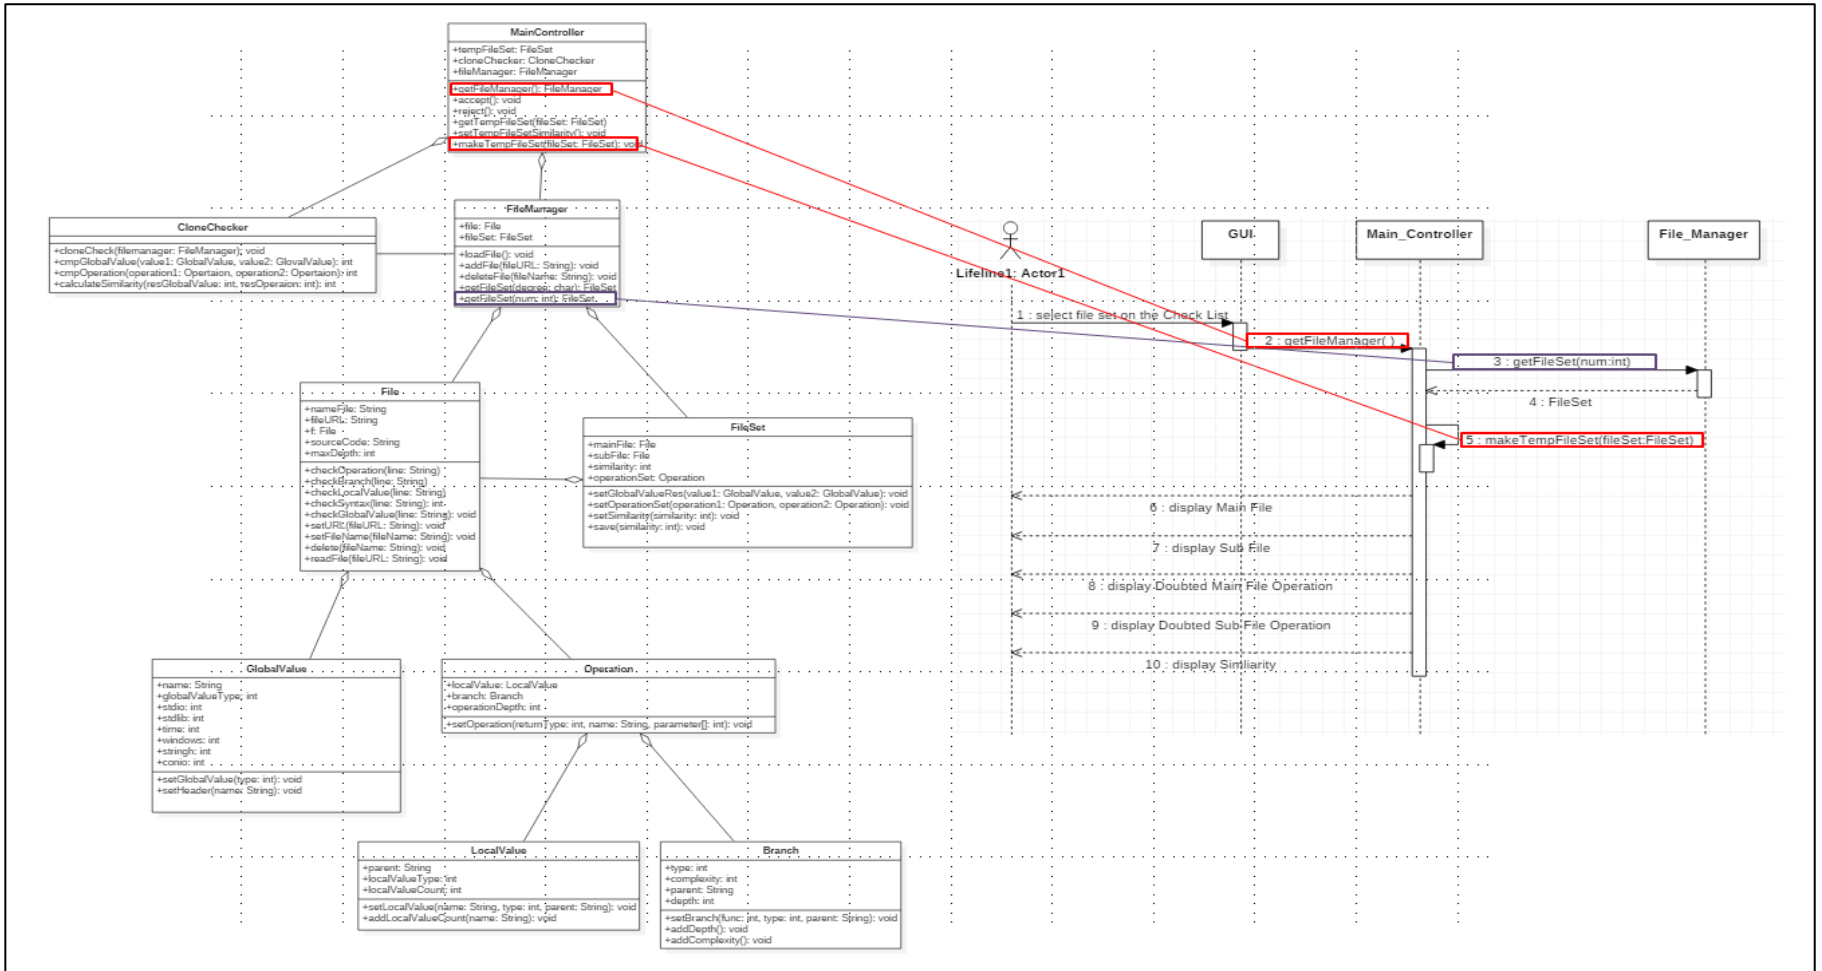 MainController
+tempFileSet: FileSet
+cloneChecker: CloneChecker
+fileManager: FileManager
+getFileManager(): FileManager
+accept(): void
+reject(): void
+getTempFileSet(fileSet: FileSet)
+setTempFileSetSimilarity(): void
+makeTempFileSet(fileSet: FileSet): void
CloneChecker
+cloneCheck(filemanager: FileManager): void
+cmpGlobalValue(value1: GlobalValue, value2: GlovalValue): int
+cmpOperation(operation1: Opertaion, operation2: Opertaion): int
+calculateSimilarity(resGlobalValue: int, resOperaion: int): int
FileManager
+file: File
+fileSet: FileSet
+loadFile(): void
+addFile(fileURL: String): void
+deleteFile(fileName: String): void
+getFileSet(degree: char): FileSet
+getFileSet(num: int): FileSet
File
+nameFile: String
+fileURL: String
+f: File
+sourceCode: String
+maxDepth: int
+checkOperation(line: String)
+checkBranch(line: String)
+checkLocalValue(line: String)
+checkSyntax(line: String): int
+checkGlobalValue(line: String): void
+setURL(fileURL: String): void
+setFileName(fileName: String): void
+delete(fileName: String): void
+readFile(fileURL: String): void
FileSet
+mainFile: File
+subFile: File
+similarity: int
+operationSet: Operation
+setGlobalValueRes(value1: GlobalValue, value2: GlobalValue): void
+setOperationSet(operation1: Operation, operation2: Operation): void
+setSimilarity(similarity: int): void
+save(similarity: int): void
GlobalValue
+name: String
+globalValueType: int
+stdio: int
+stdlib: int
+time: int
+windows: int
+stringh: int
+conio: int
+setGlobalValue(type: int): void
+setHeader(name: String): void
Operation
+localValue: LocalValue
+branch: Branch
+operationDepth: int
+setOperation(returnType: int, name: String, parameter[]: int): void
LocalValue
+parent: String
+localValueType: int
+localValueCount: int
+setLocalValue(name: String, type: int, parent: String): void
+addLocalValueCount(name: String): void
Branch
+type: int
+complexity: int
+parent: String
+depth: int
+setBranch(func: int, type: int, parent: String): void
+addDepth(): void
+addComplexity(): void
Lifeline1: Actor1
GUI
Main_Controller
File_Manager
1 : select file set on the Check List
2 : getFileManager( )
3 : getFileSet(num:int)
4 : FileSet
5 : makeTempFileSet(fileSet:FileSet)
6 : display Main File
7 : display Sub File
8 : display Doubted Main File Operation
9 : display Doubted Sub File Operation
10 : display Simliarity